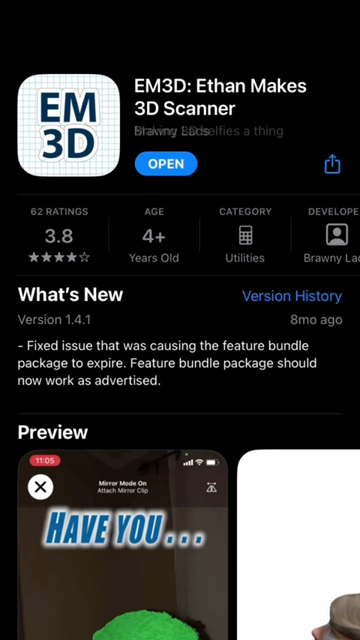 EM
3D
EM3D: Ethan Makes
3D Scanner
OPEN
62 RATINGS
AGE
CATEGORY
DEVELOPE
3.8
4+
★★★★☆
Years Old
Utilities
Brawny Lad
What's New
Version History
Version 1.4.1
8mo ago
- Fixed issue that was causing the feature bundle
package to expire. Feature bundle package should
now work as advertised.
Preview
11:05
Mirror Mode On
Attach Mirror Clip
HAVE YOU . . .